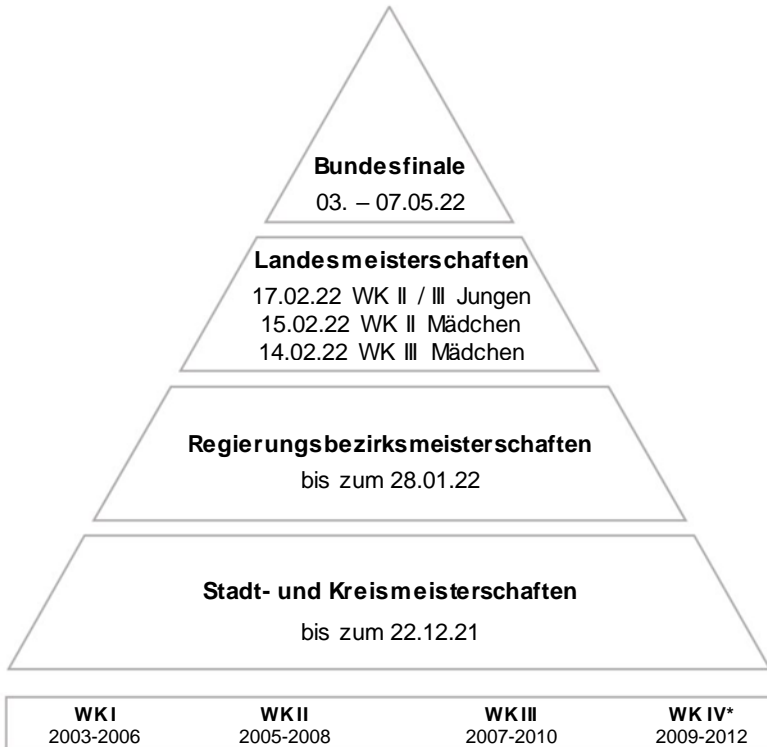 Bundesfinale
03. – 07.05.22
Landesmeisterschaften
17.02.22 WK II / III Jungen
15.02.22 WK II Mädchen
14.02.22 WK III Mädchen
Regierungsbezirksmeisterschaften
bis zum 28.01.22
Stadt- und Kreismeisterschaften
bis zum 22.12.21
WK I WK II WK III WK IV*
2003-2006 2005-2008 2007-2010 2009-2012